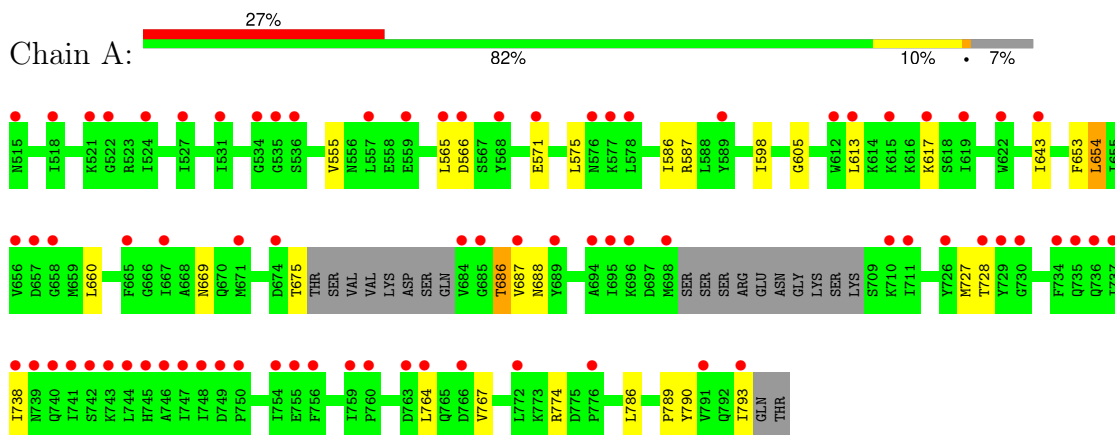 27%
Chain A:
82% 10% • 7%
N515 I518 K521 G522 R523 I524 I527 I531 G534 G535 S536 V555 N556 L557 E558 E559 L565 D566 S567 Y568 E571 L575 N576 K577 L578 I586 R587 L588 Y589 I598 G605 W612 L613 K614 K615 K616 K617 S618 I619 W622 I643 F653 L654 I655
V656 D657 G658 M659 L660 F665 G666 I667 A668 N669 Q670 M671 D674 T675 THR SER VAL VAL LYS ASP SER GLN V684 G685 T686 V687 N688 Y689 A694 I695 K696 D697 M698 SER SER SER ARG GLU ASN GLY LYS SER LYS S709 K710 I711 Y726 M727 T728 Y729 G730 F734 Q735 Q736 I737
I738 N739 Q740 I741 S742 K743 L744 H745 A746 I747 I748 D749 P750 I754 E755 F756 I759 P760 D763 L764 Q765 D766 V767 L772 K773 R774 D775 P776 L786 P789 Y790 V791 Q792 I793 GLN THR